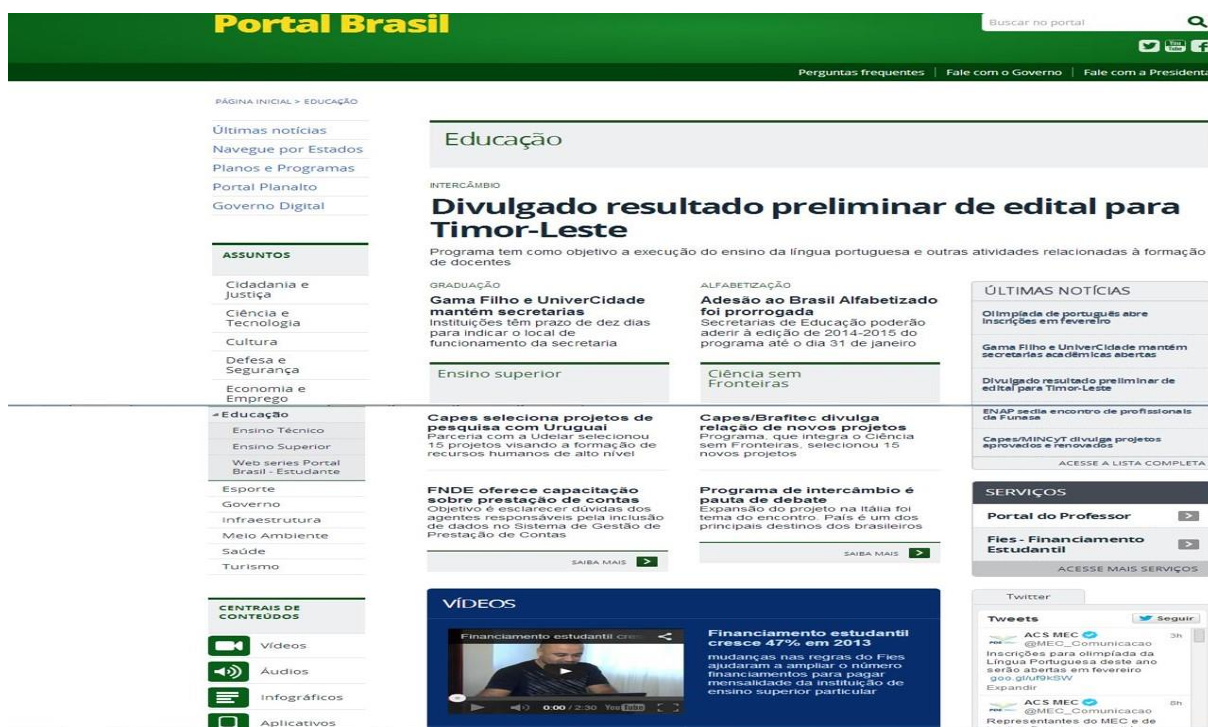 Portal Brasil
Buscar no portal
Perguntas frequentes | Fale com o Governo | Fale com a Presidenta
PÁGINA INICIAL > EDUCAÇÃO
Últimas notícias
Navegue por Estados
Planos e Programas
Portal Planalto
Governo Digital
ASSUNTOS
Cidadania e
Justiça
Ciência e
Tecnologia
Cultura
Defesa e
Segurança
Economia e
Emprego
Educação
Ensino Técnico
Ensino Superior
Web series Portal
Brasil - Estudante
Esporte
Governo
Infraestrutura
Meio Ambiente
Saúde
Turismo
CENTRAIS DE
CONTEÚDOS
Vídeos
Áudios
Infográficos
Aplicativos
Educação
INTERCÂMBIO
Divulgado resultado preliminar de edital para
Timor-Leste
Programa tem como objetivo a execução do ensino da língua portuguesa e outras atividades relacionadas à formação
de docentes
GRADUAÇÃO
Gama Filho e UniverCidade
mantém secretarias
Instituições têm prazo de dez dias
para indicar o local de
funcionamento da secretaria
ALFABETIZAÇÃO
Adesão ao Brasil Alfabetizado
foi prorrogada
Secretarias de Educação poderão
aderir à edição de 2014-2015 do
programa até o dia 31 de janeiro
Ensino superior
Capes seleciona projetos de
pesquisa com Uruguai
Parceria com a Udelar selecionou
15 projetos visando a formação de
recursos humanos de alto nível
FNDE oferece capacitação
sobre prestação de contas
Objetivo é esclarecer dúvidas dos
agentes responsáveis pela inclusão
de dados no Sistema de Gestão de
Prestação de Contas
SAIBA MAIS
Ciência sem
Fronteiras
Capes/Brafitec divulga
relação de novos projetos
Programa, que integra o Ciência
sem Fronteiras, selecionou 15
novos projetos
Programa de intercâmbio é
pauta de debate
Expansão do projeto na Itália foi
tema do encontro. País é um dos
principais destinos dos brasileiros
SAIBA MAIS
VÍDEOS
Financiamento estudantil cre
0:00 / 2:30 YouTube
Financiamento estudantil
cresce 47% em 2013
mudanças nas regras do Fies
ajudaram a ampliar o número
financiamentos para pagar
mensalidade da instituição de
ensino superior particular
ÚLTIMAS NOTÍCIAS
Olimpíada de português abre
inscrições em fevereiro
Gama Filho e UniverCidade mantém
secretarias acadêmicas abertas
Divulgado resultado preliminar de
edital para Timor-Leste
ENAP sedia encontro de profissionais
da Funasa
Capes/MINCyT divulga projetos
aprovados e renovados
ACESSE A LISTA COMPLETA
SERVIÇOS
Portal do Professor
Fies - Financiamento
Estudantil
ACESSE MAIS SERVIÇOS
Twitter
Tweets Seguir
ACS MEC 3h
@MEC_Comunicacao
Inscrições para olimpíada da
Língua Portuguesa deste ano
serão abertas em fevereiro
goo.gl/uf9kSW
Expandir
ACS MEC 8h
@MEC_Comunicacao
Representantes do MEC e de